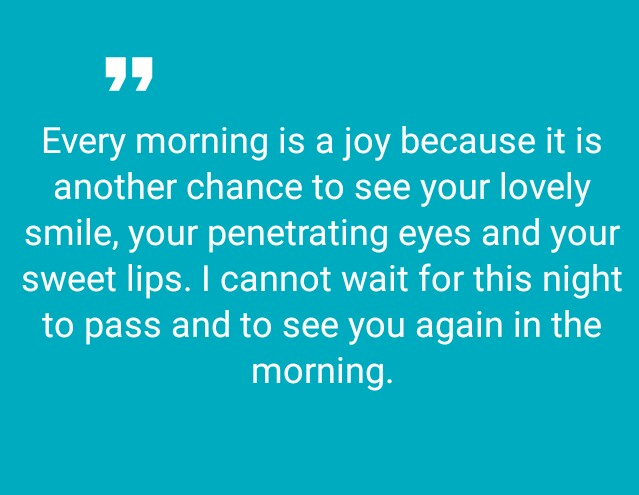 ”
Every morning is a joy because it is
another chance to see your lovely
smile, your penetrating eyes and your
sweet lips. I cannot wait for this night
to pass and to see you again in the
morning.